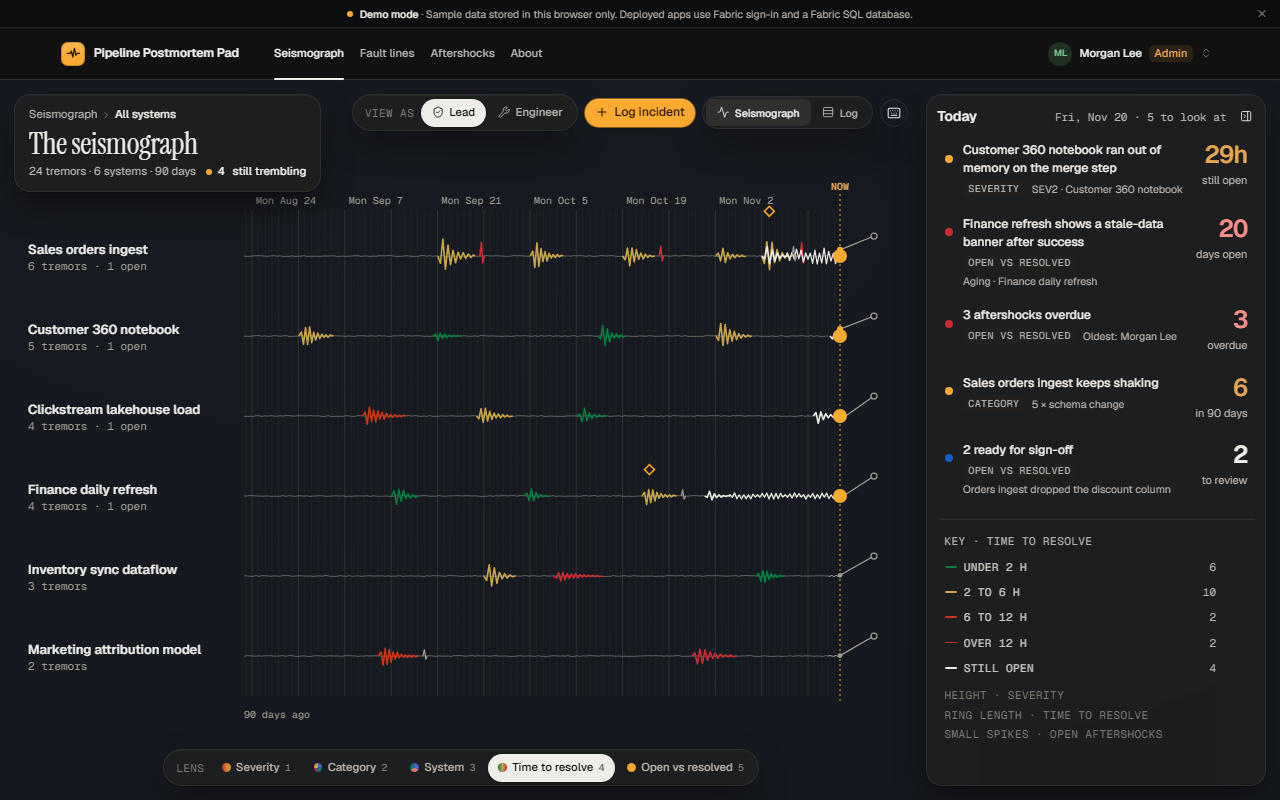 Demo mode · Sample data stored in this browser only. Deployed apps use Fabric sign-in and a Fabric SQL database.
Pipeline Postmortem Pad
Seismograph
Fault lines
Aftershocks
About
ML
Morgan Lee
Admin
Seismograph › All systems
The seismograph
24 tremors · 6 systems · 90 days 4 still trembling
VIEW AS
Lead
Engineer
+ Log incident
Seismograph
Log
NOW
Mon Aug 24
Mon Sep 7
Mon Sep 21
Mon Oct 5
Mon Oct 19
Mon Nov 2
Sales orders ingest
6 tremors · 1 open
Customer 360 notebook
5 tremors · 1 open
Clickstream lakehouse load
4 tremors · 1 open
Finance daily refresh
4 tremors · 1 open
Inventory sync dataflow
3 tremors
Marketing attribution model
2 tremors
90 days ago
LENS
Severity 1
Category 2
System 3
Time to resolve 4
Open vs resolved 5
Today
Fri, Nov 20 · 5 to look at
Customer 360 notebook ran out of
memory on the merge step
SEVERITY SEV2 · Customer 360 notebook
29h
still open
Finance refresh shows a stale-data
banner after success
OPEN VS RESOLVED
Aging · Finance daily refresh
20
days open
3 aftershocks overdue
OPEN VS RESOLVED Oldest: Morgan Lee
3
overdue
Sales orders ingest keeps shaking
CATEGORY 5 × schema change
6
in 90 days
2 ready for sign-off
OPEN VS RESOLVED
Orders ingest dropped the discount column
2
to review
KEY · TIME TO RESOLVE
UNDER 2 H 6
2 TO 6 H 10
6 TO 12 H 2
OVER 12 H 2
STILL OPEN 4
HEIGHT · SEVERITY
RING LENGTH · TIME TO RESOLVE
SMALL SPIKES · OPEN AFTERSHOCKS